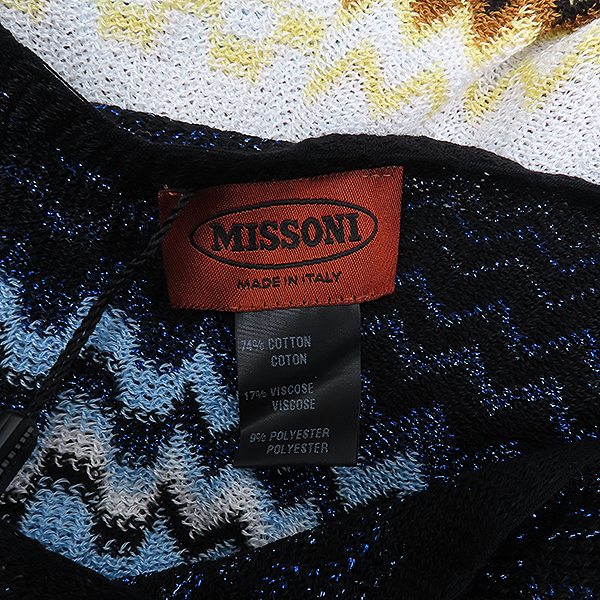 MISSONI
MADE IN ITALY
74% COTTON
COTON
17% VISCOSE
VISCOSE
9% POLYESTER
POLYESTER